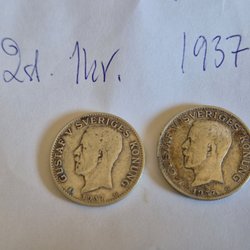 2st. 1kr. 1937
GUSTAF V SVERIGES KONUNG
GUSTAF V SVERIGES KONUNG